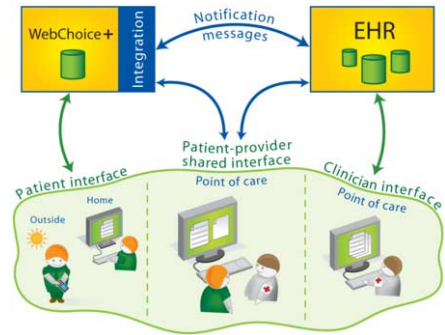 WebChoice+
Integration
Notification
messages
EHR
Patient interface
Patient-provider
shared interface
Clinician interface
Outside
Home
Point of care
Point of care